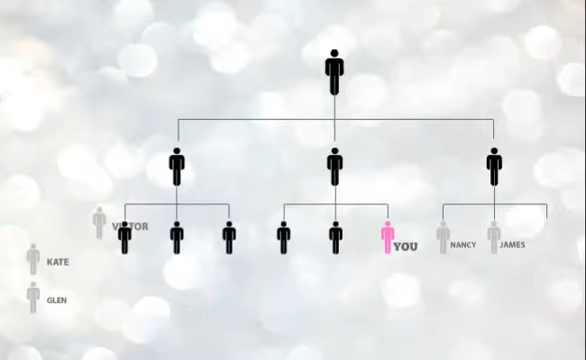 VICTOR
YOU
NANCY
JAMES
KATE
GLEN